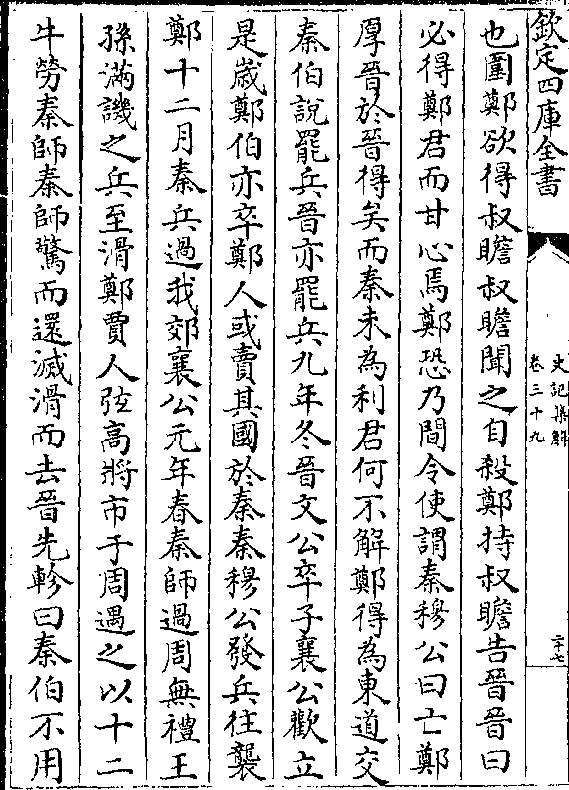 欽定四庫全書
史記集解
卷三十九
二十七
也圍鄭欲得叔瞻叔瞻聞之自殺鄭持叔瞻告晉晉曰
必得鄭君而甘心焉鄭恐乃間令使謂秦穆公曰亡鄭
厚晉於晉得矣而秦未為利君何不解鄭得為東道交
秦伯說罷兵晉亦罷兵九年冬晉文公卒子襄公歡立
是歲鄭伯亦卒鄭人或賣其國於秦秦穆公發兵往襲
鄭十二月秦兵過我郊襄公元年春秦師過周無禮王
孫滿譏之兵至滑鄭賈人弦高將市于周遇之以十二
牛勞秦師秦師驚而還滅滑而去晉先軫曰秦伯不用